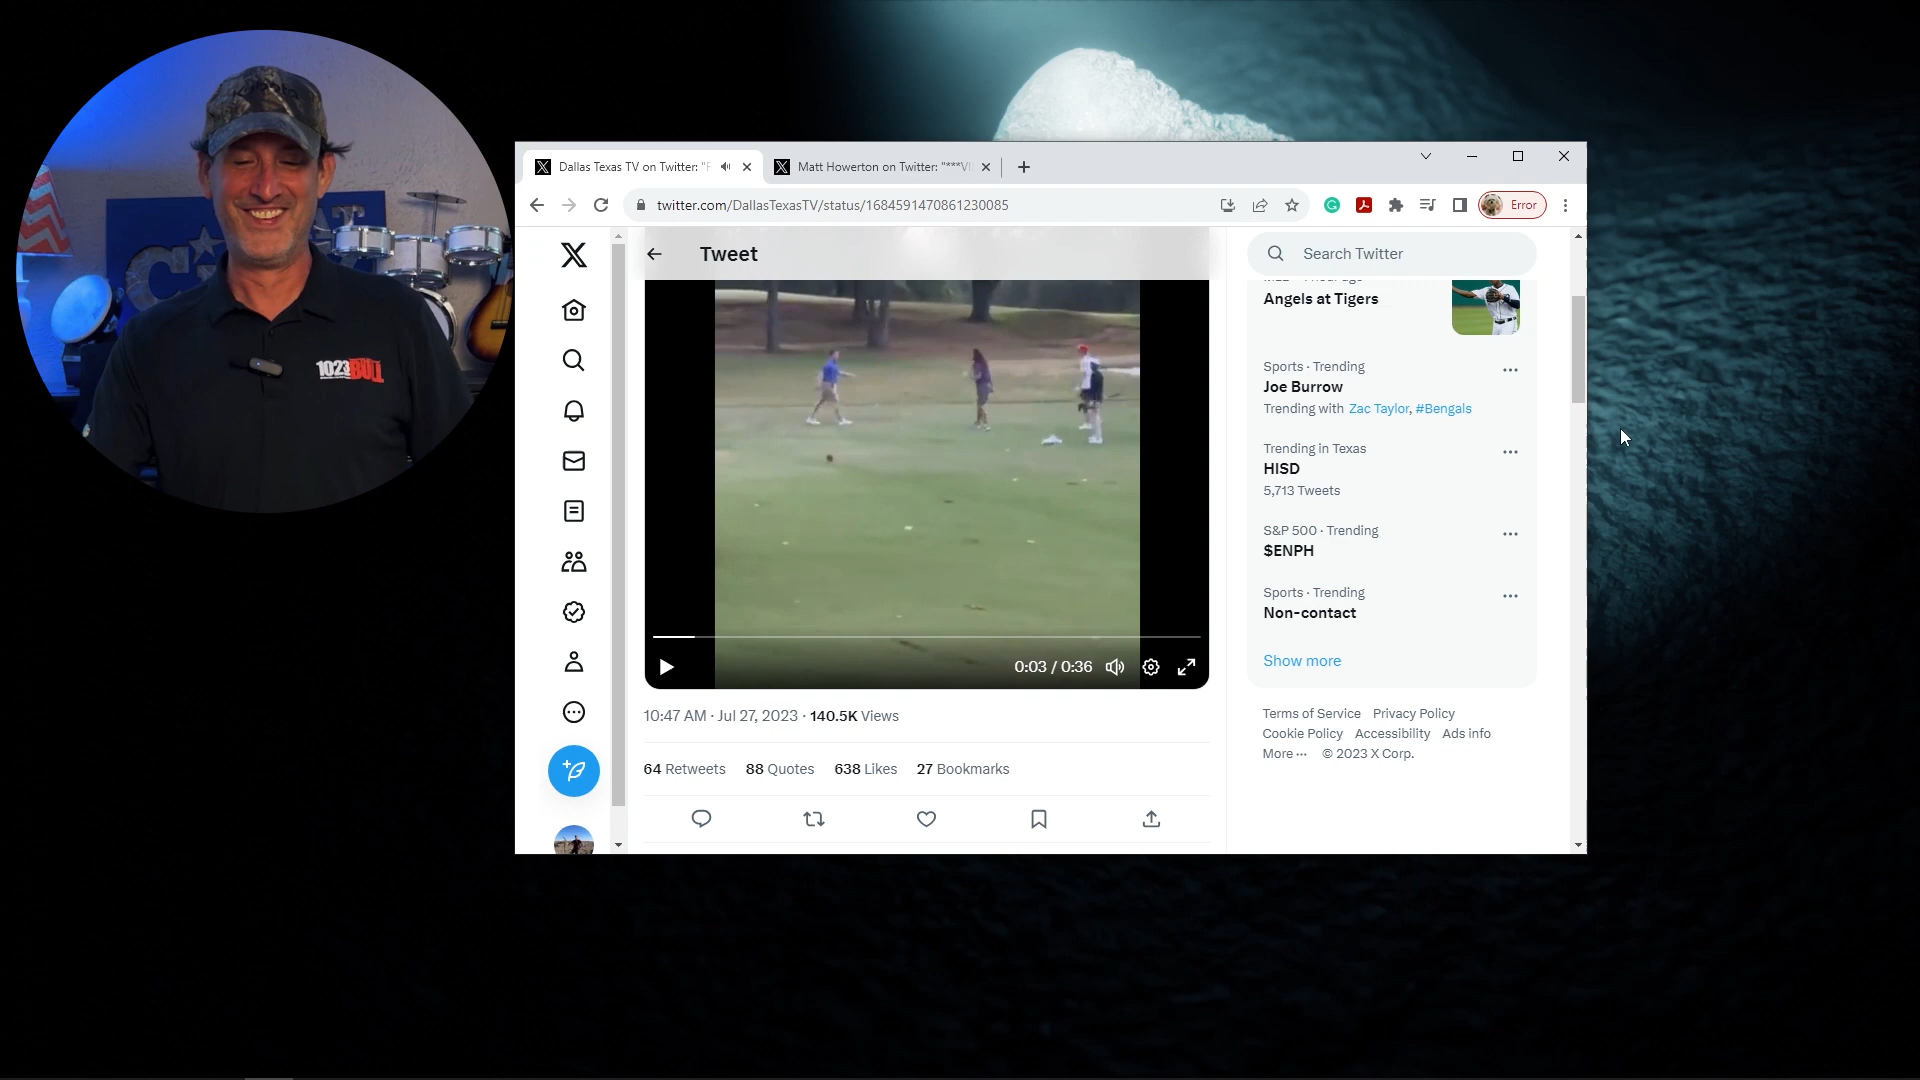 Kubota
1023 BULL
Dallas Texas TV on Twitter: "F
Matt Howerton on Twitter: "***VI
twitter.com/DallasTexasTV/status/1684591470861230085
Error
Tweet
Search Twitter
Angels at Tigers
Sports · Trending
Joe Burrow
Trending with Zac Taylor, #Bengals
Trending in Texas
HISD
5,713 Tweets
S&P 500 · Trending
$ENPH
Sports · Trending
Non-contact
Show more
0:03 / 0:36
10:47 AM · Jul 27, 2023 · 140.5K Views
64 Retweets 88 Quotes 638 Likes 27 Bookmarks
Terms of Service Privacy Policy
Cookie Policy Accessibility Ads info
More ··· © 2023 X Corp.